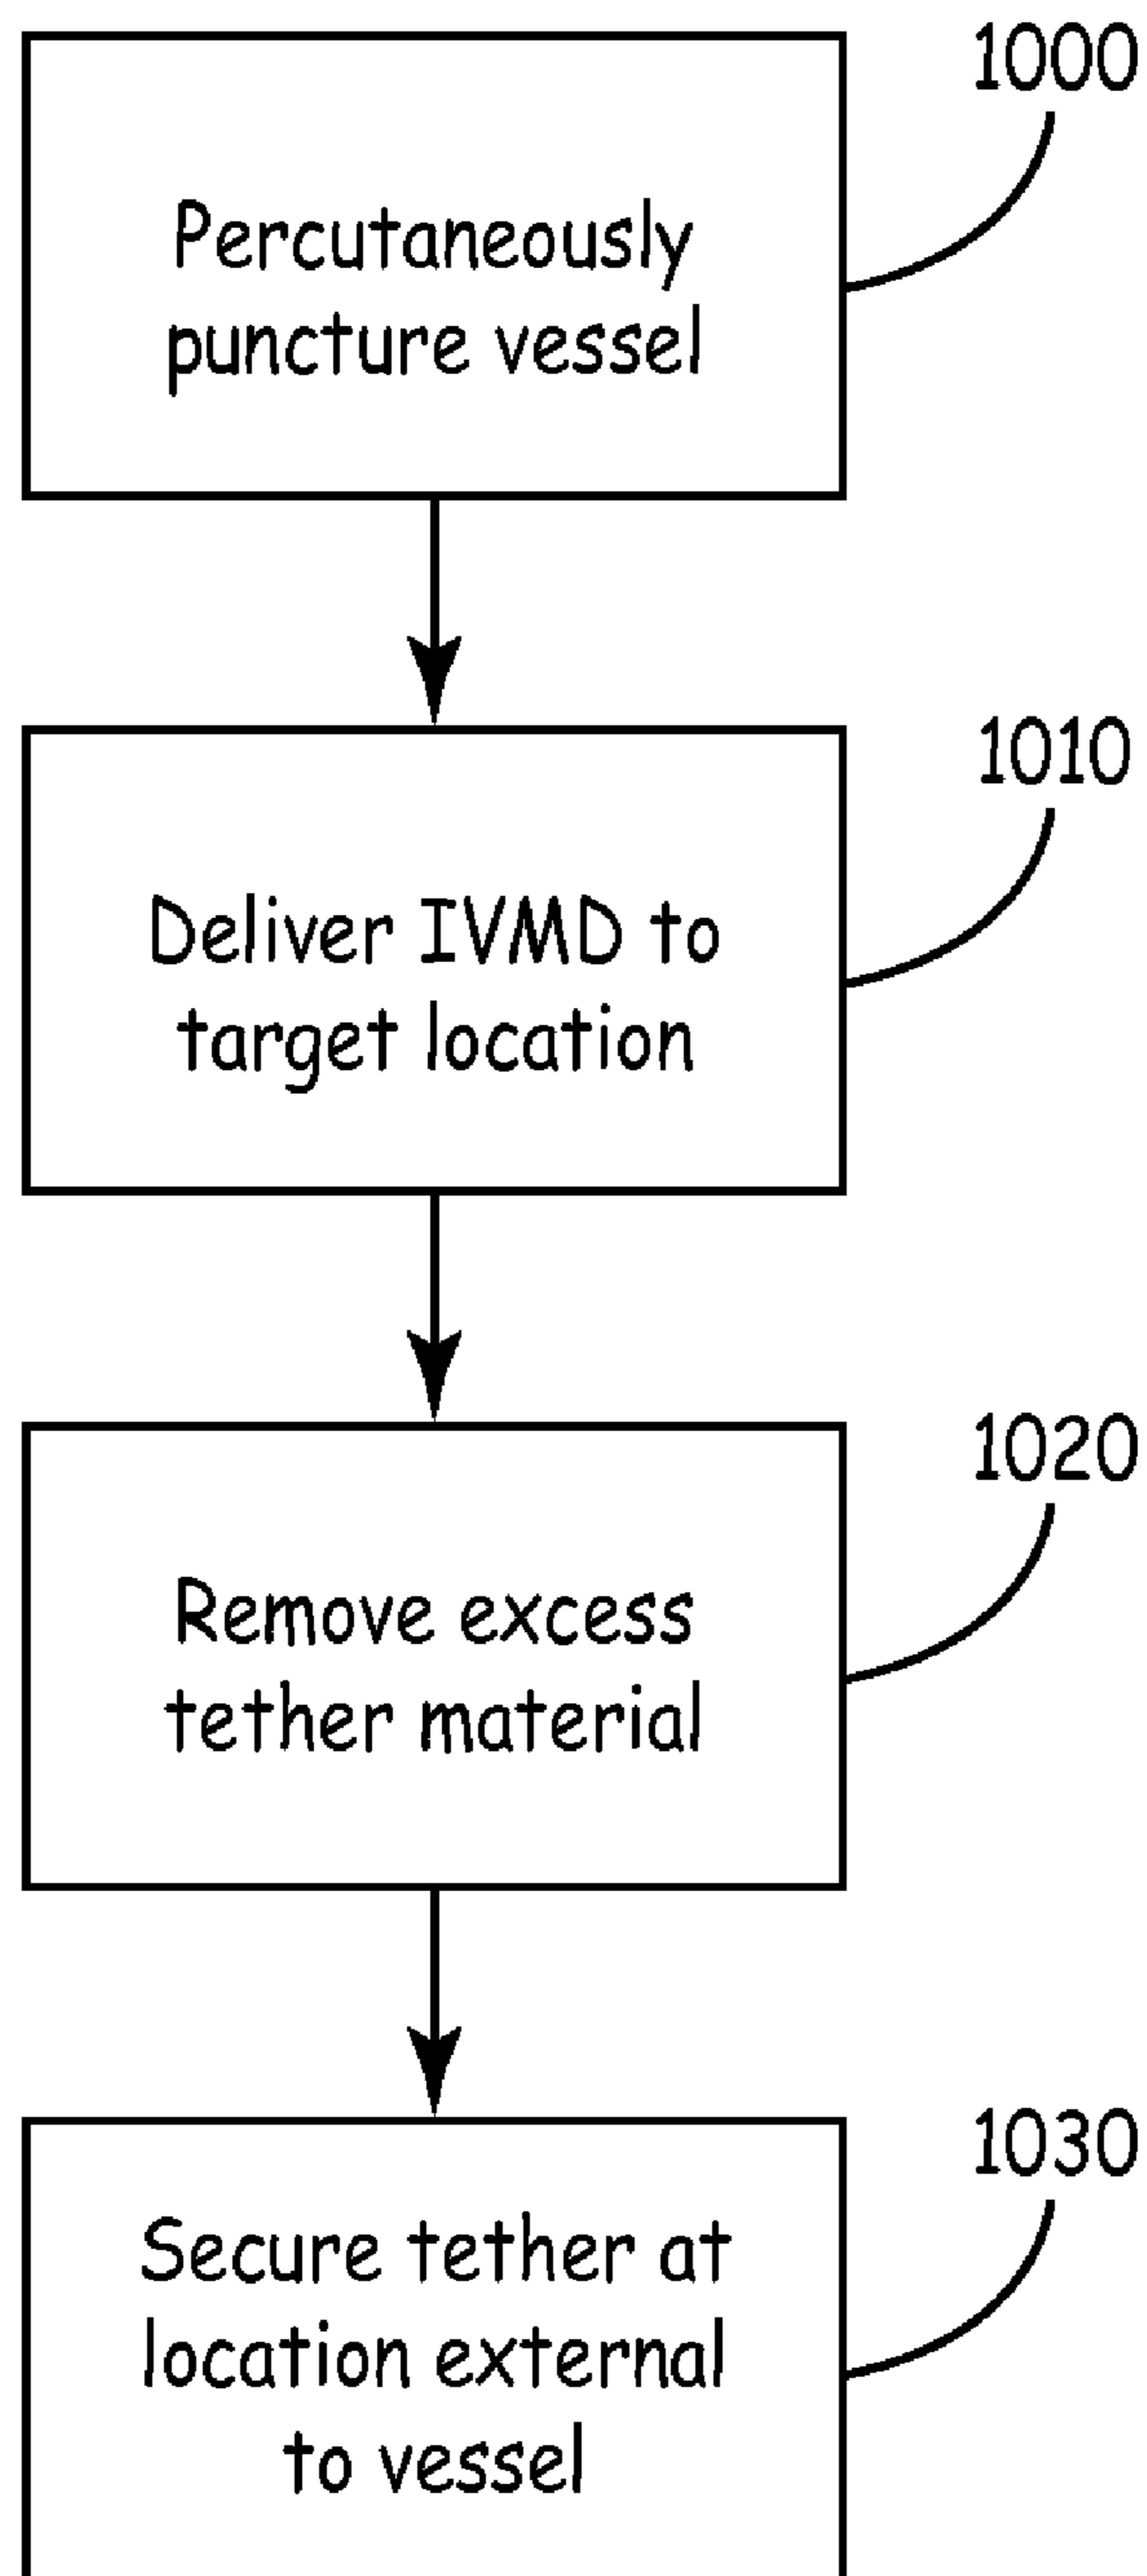 1000
Percutaneously
puncture vessel
1010
Deliver IVMD to
target location
1020
Remove excess
tether material
1030
Secure tether at
location external
to vessel